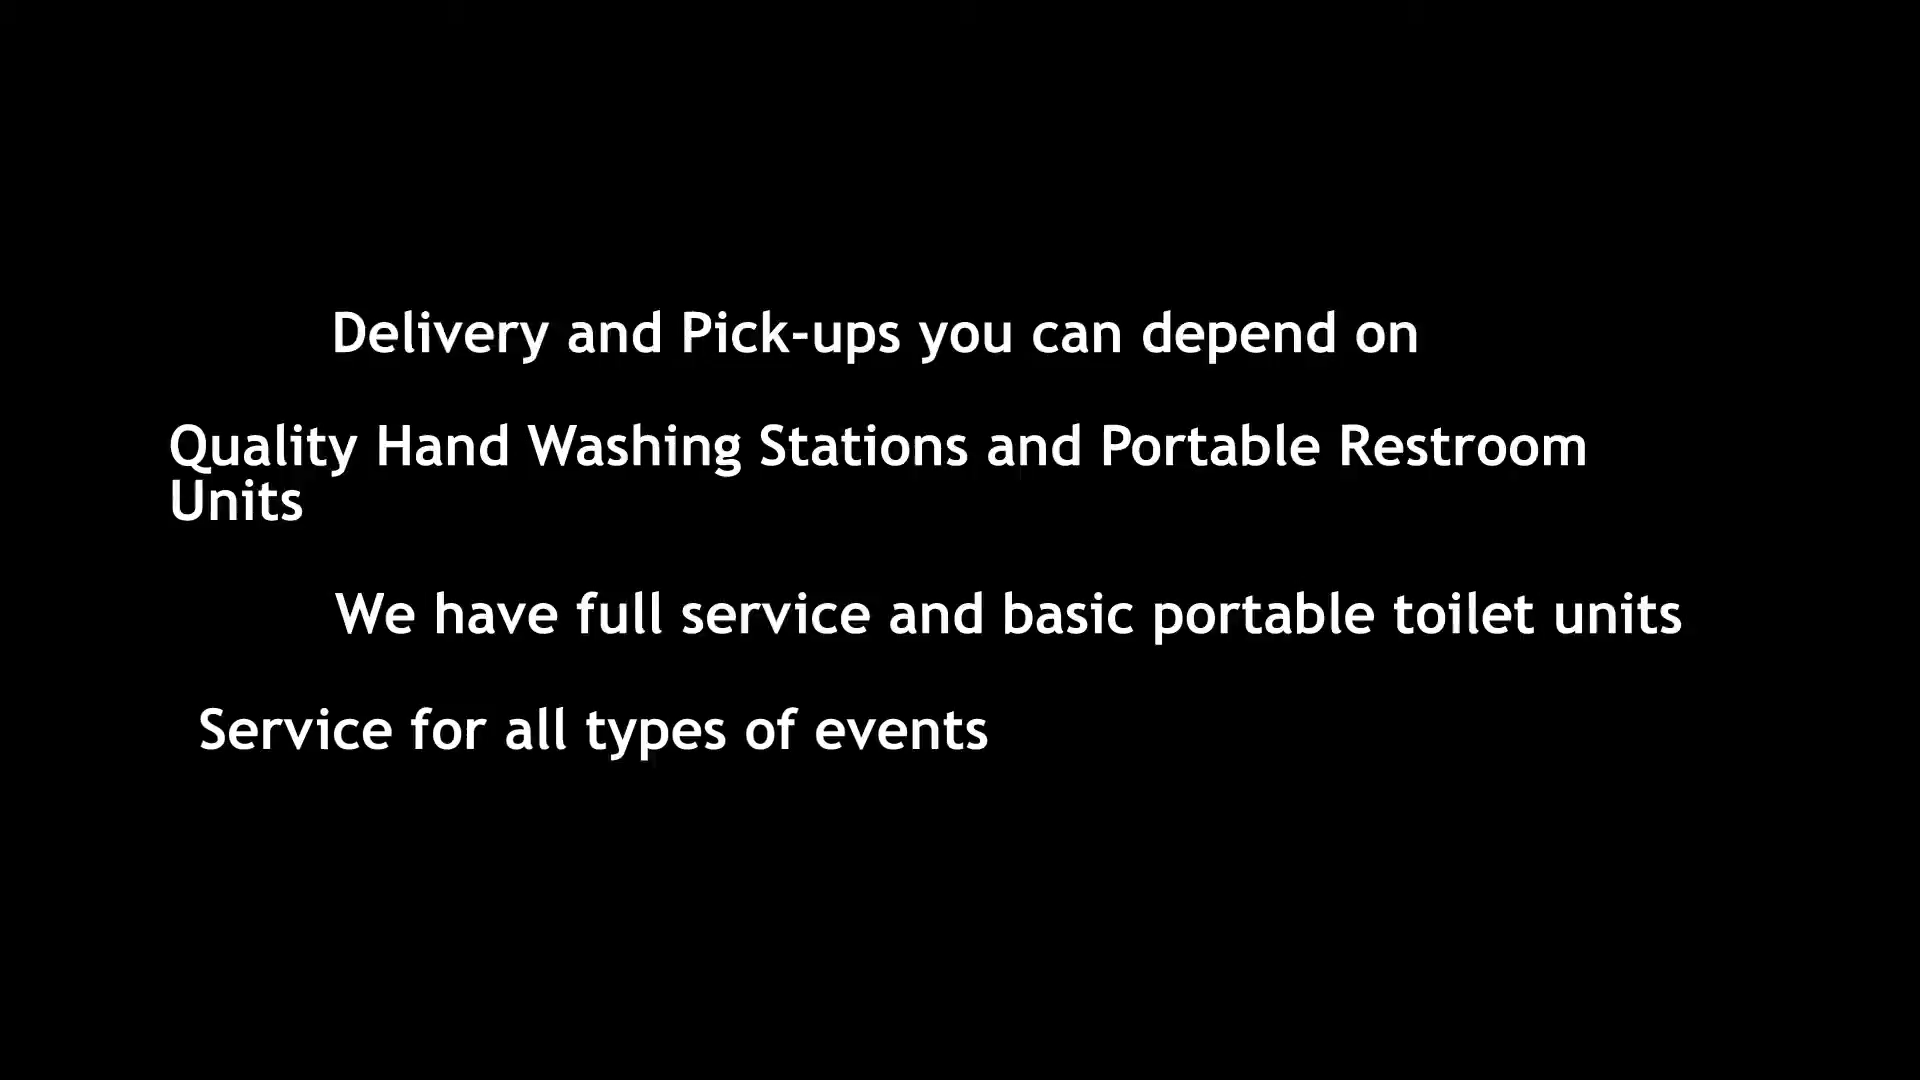 Delivery and Pick-ups you can depend on
Quality Hand Washing Stations and Portable Restroom
Units
We have full service and basic portable toilet units
Service for all types of events